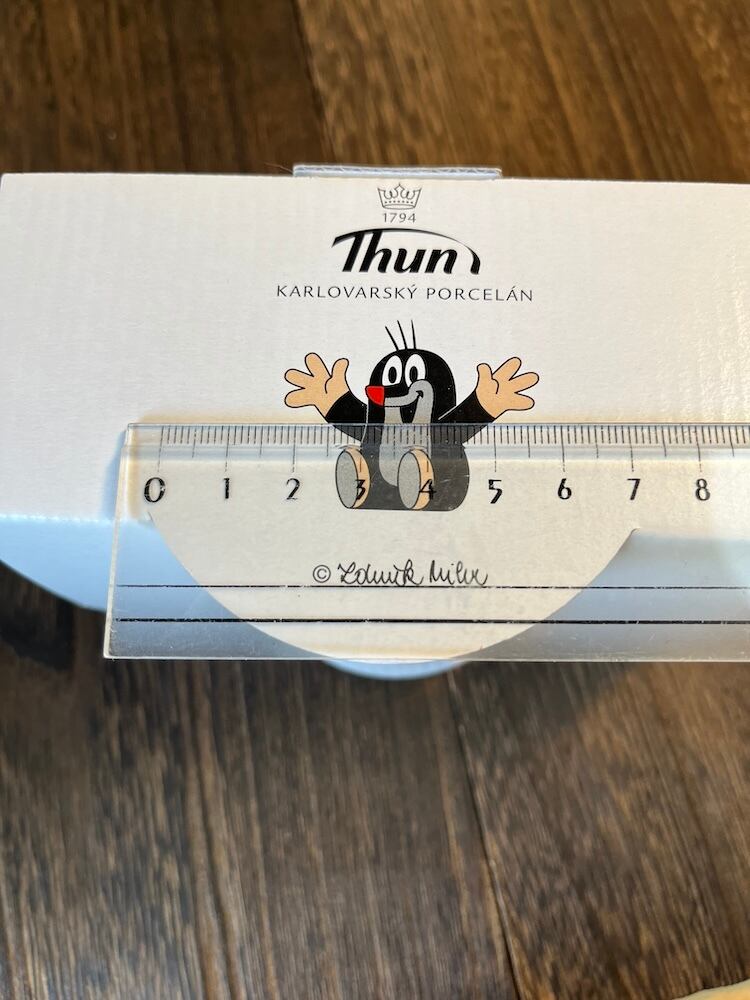 1794
Thun
KARLOVARSKÝ PORCELÁN
0 1 2 3 4 5 6 7 8
© Zdeněk Miler